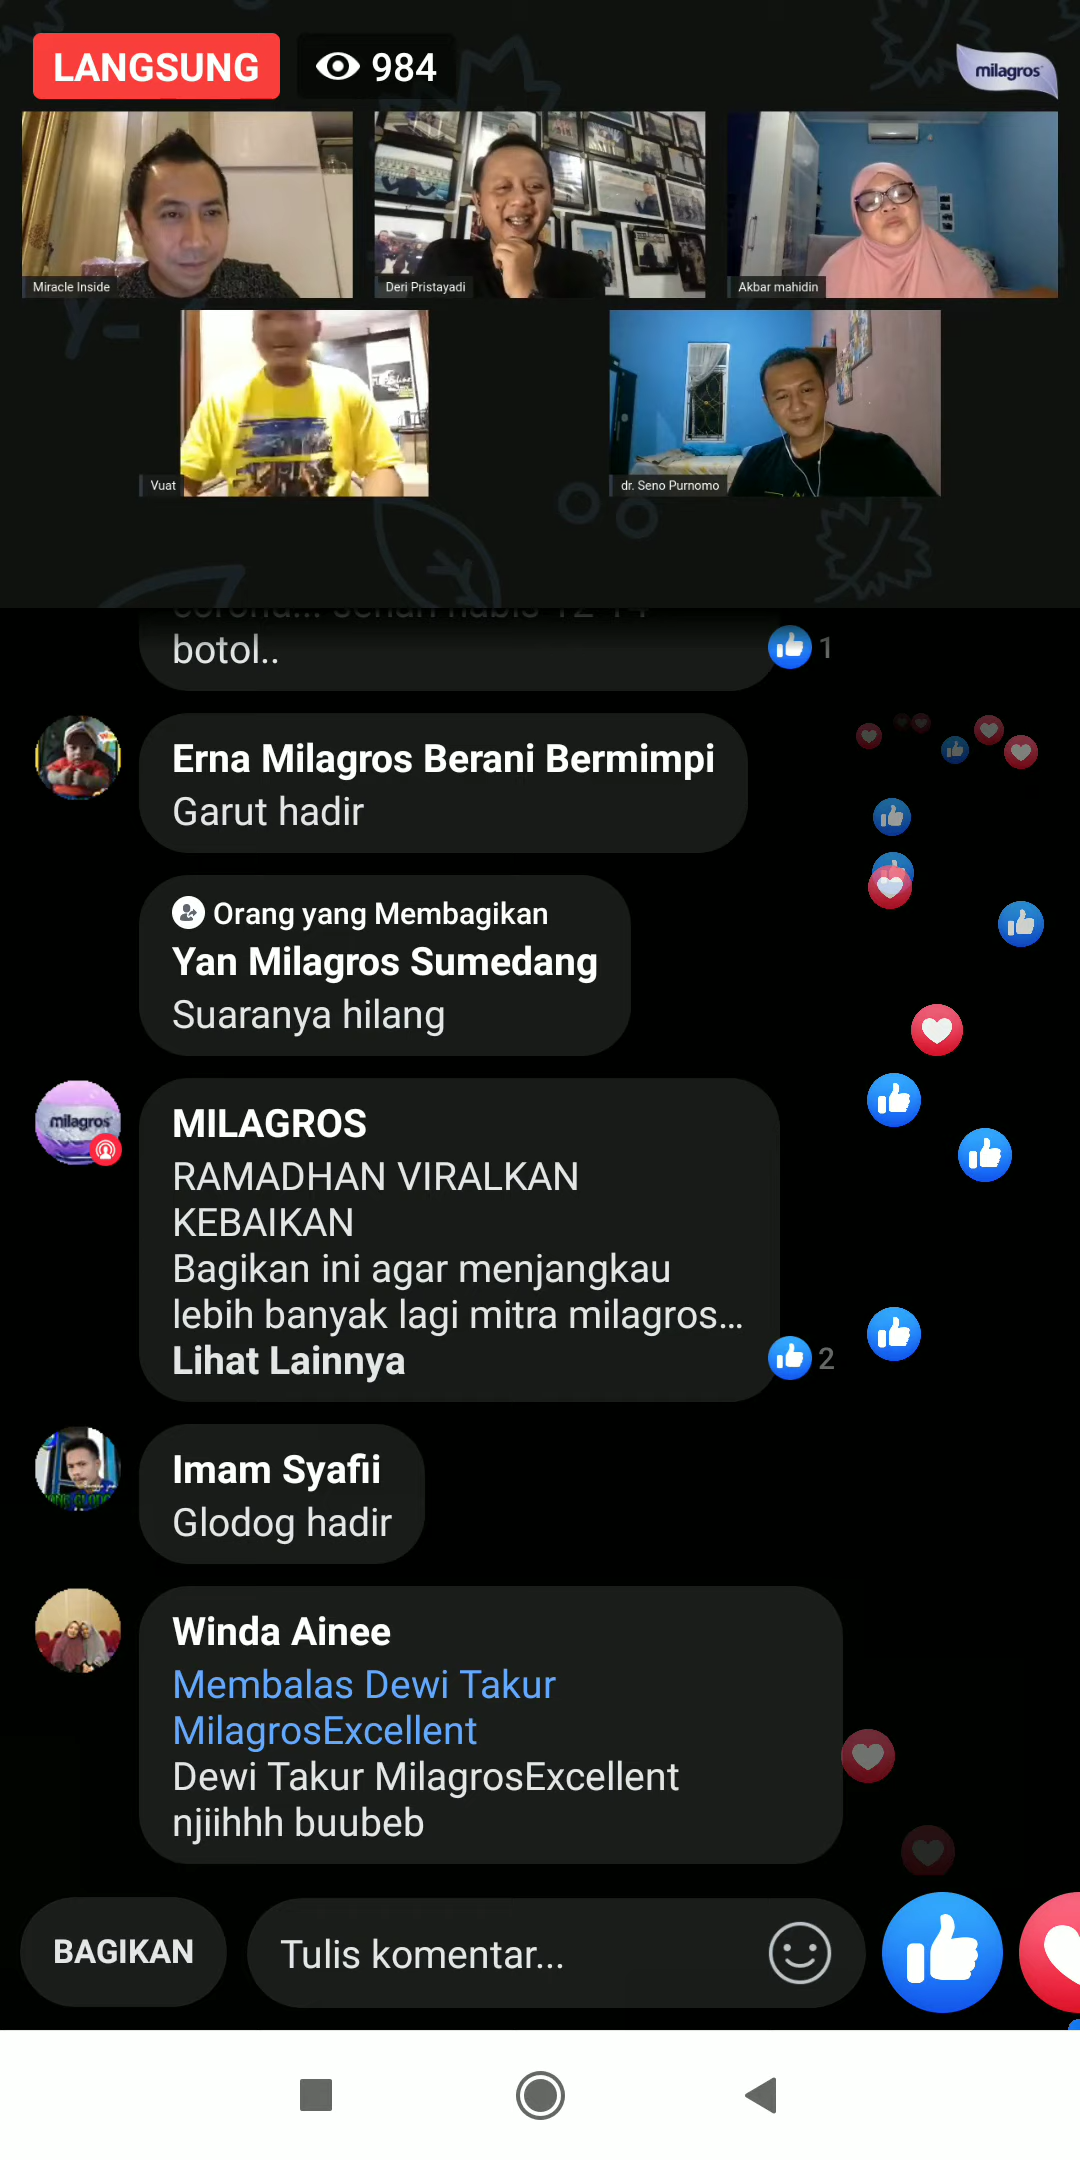 LANGSUNG
984
milagros
Miracle Inside
Deri Pristayadi
Akbar mahidin
Vuat
dr. Seno Purnomo
botol..
1
Erna Milagros Berani Bermimpi
Garut hadir
Orang yang Membagikan
Yan Milagros Sumedang
Suaranya hilang
milagros
MILAGROS
RAMADHAN VIRALKAN
KEBAIKAN
Bagikan ini agar menjangkau
lebih banyak lagi mitra milagros...
Lihat Lainnya
2
Imam Syafii
Glodog hadir
Winda Ainee
Membalas Dewi Takur
MilagrosExcellent
Dewi Takur MilagrosExcellent
njiihhh buubeb
BAGIKAN
Tulis komentar...